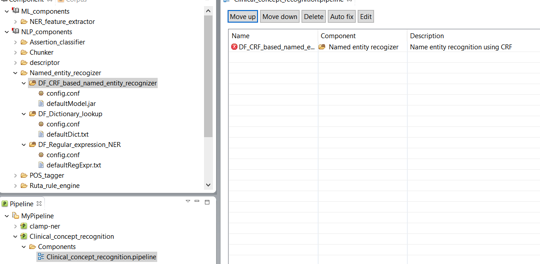 Component
ML_components
NER_feature_extractor
NLP_components
Assertion_classifier
Chunker
descriptor
Named_entity_recogizer
DF_CRF_based_named_entity_recognizer
config.conf
defaultModel.jar
DF_Dictionary_lookup
config.conf
defaultDict.txt
DF_Regular_expression_NER
config.conf
defaultRegExpr.txt
POS_tagger
Ruta_rule_engine
Pipeline
MyPipeline
clamp-ner
Clinical_concept_recognition
Components
Clinical_concept_recognition.pipeline
Clinical_concept_recognition.pipeline
Move up Move down Delete Auto fix Edit
Name Component Description
DF_CRF_based_named_e... Named entity recogizer Name entity recognition using CRF